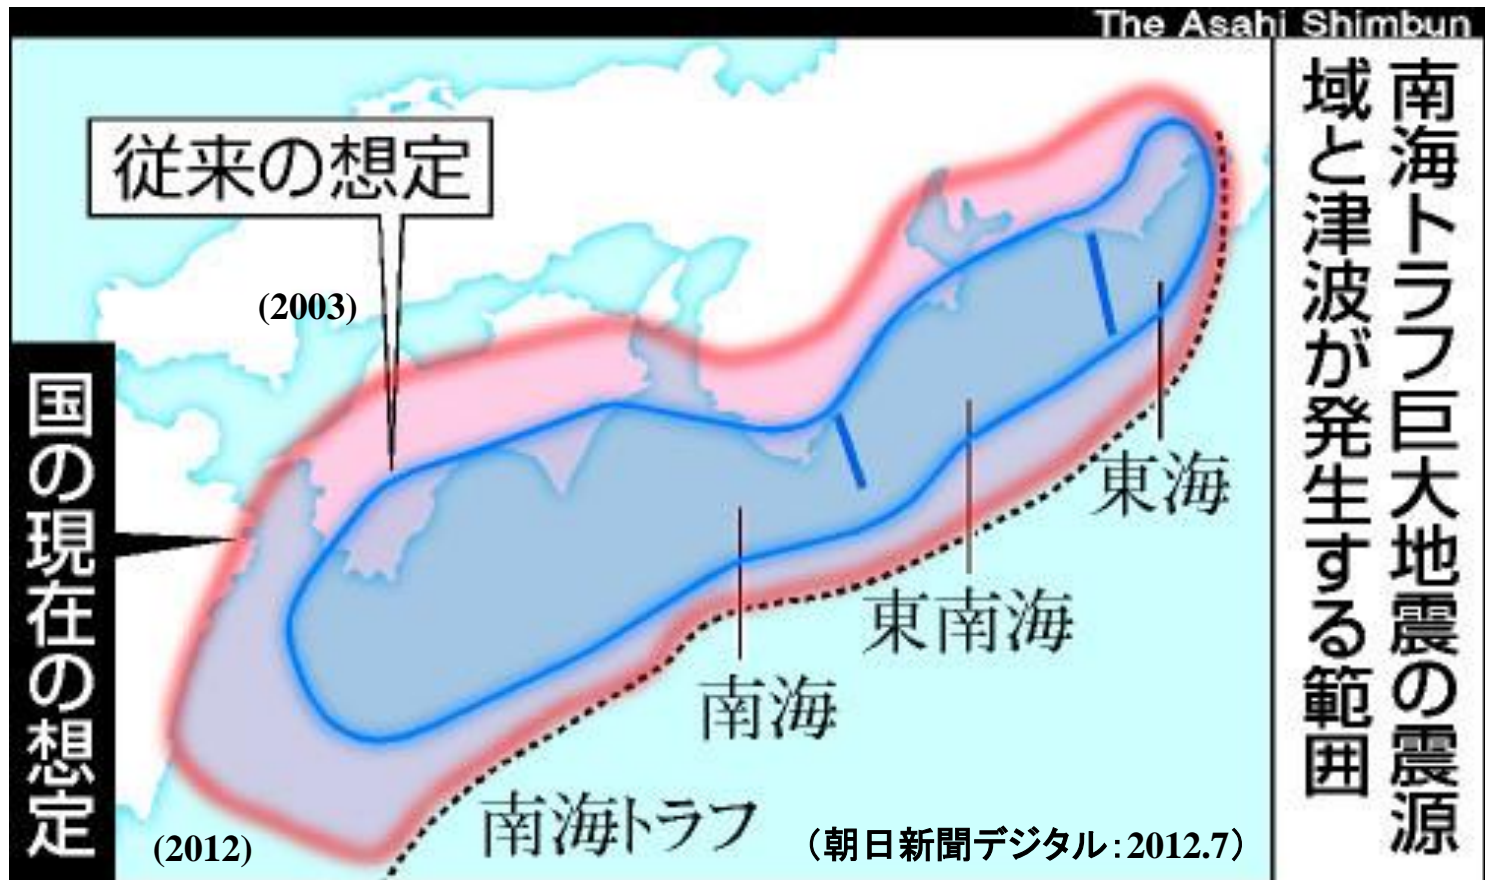 The Asahi Shimbun
南海トラフ巨大地震の震源
域と津波が発生する範囲
従来の想定
(2003)
国の現在の想定
(2012)
東海
東南海
南海
南海トラフ
（朝日新聞デジタル：2012.7）